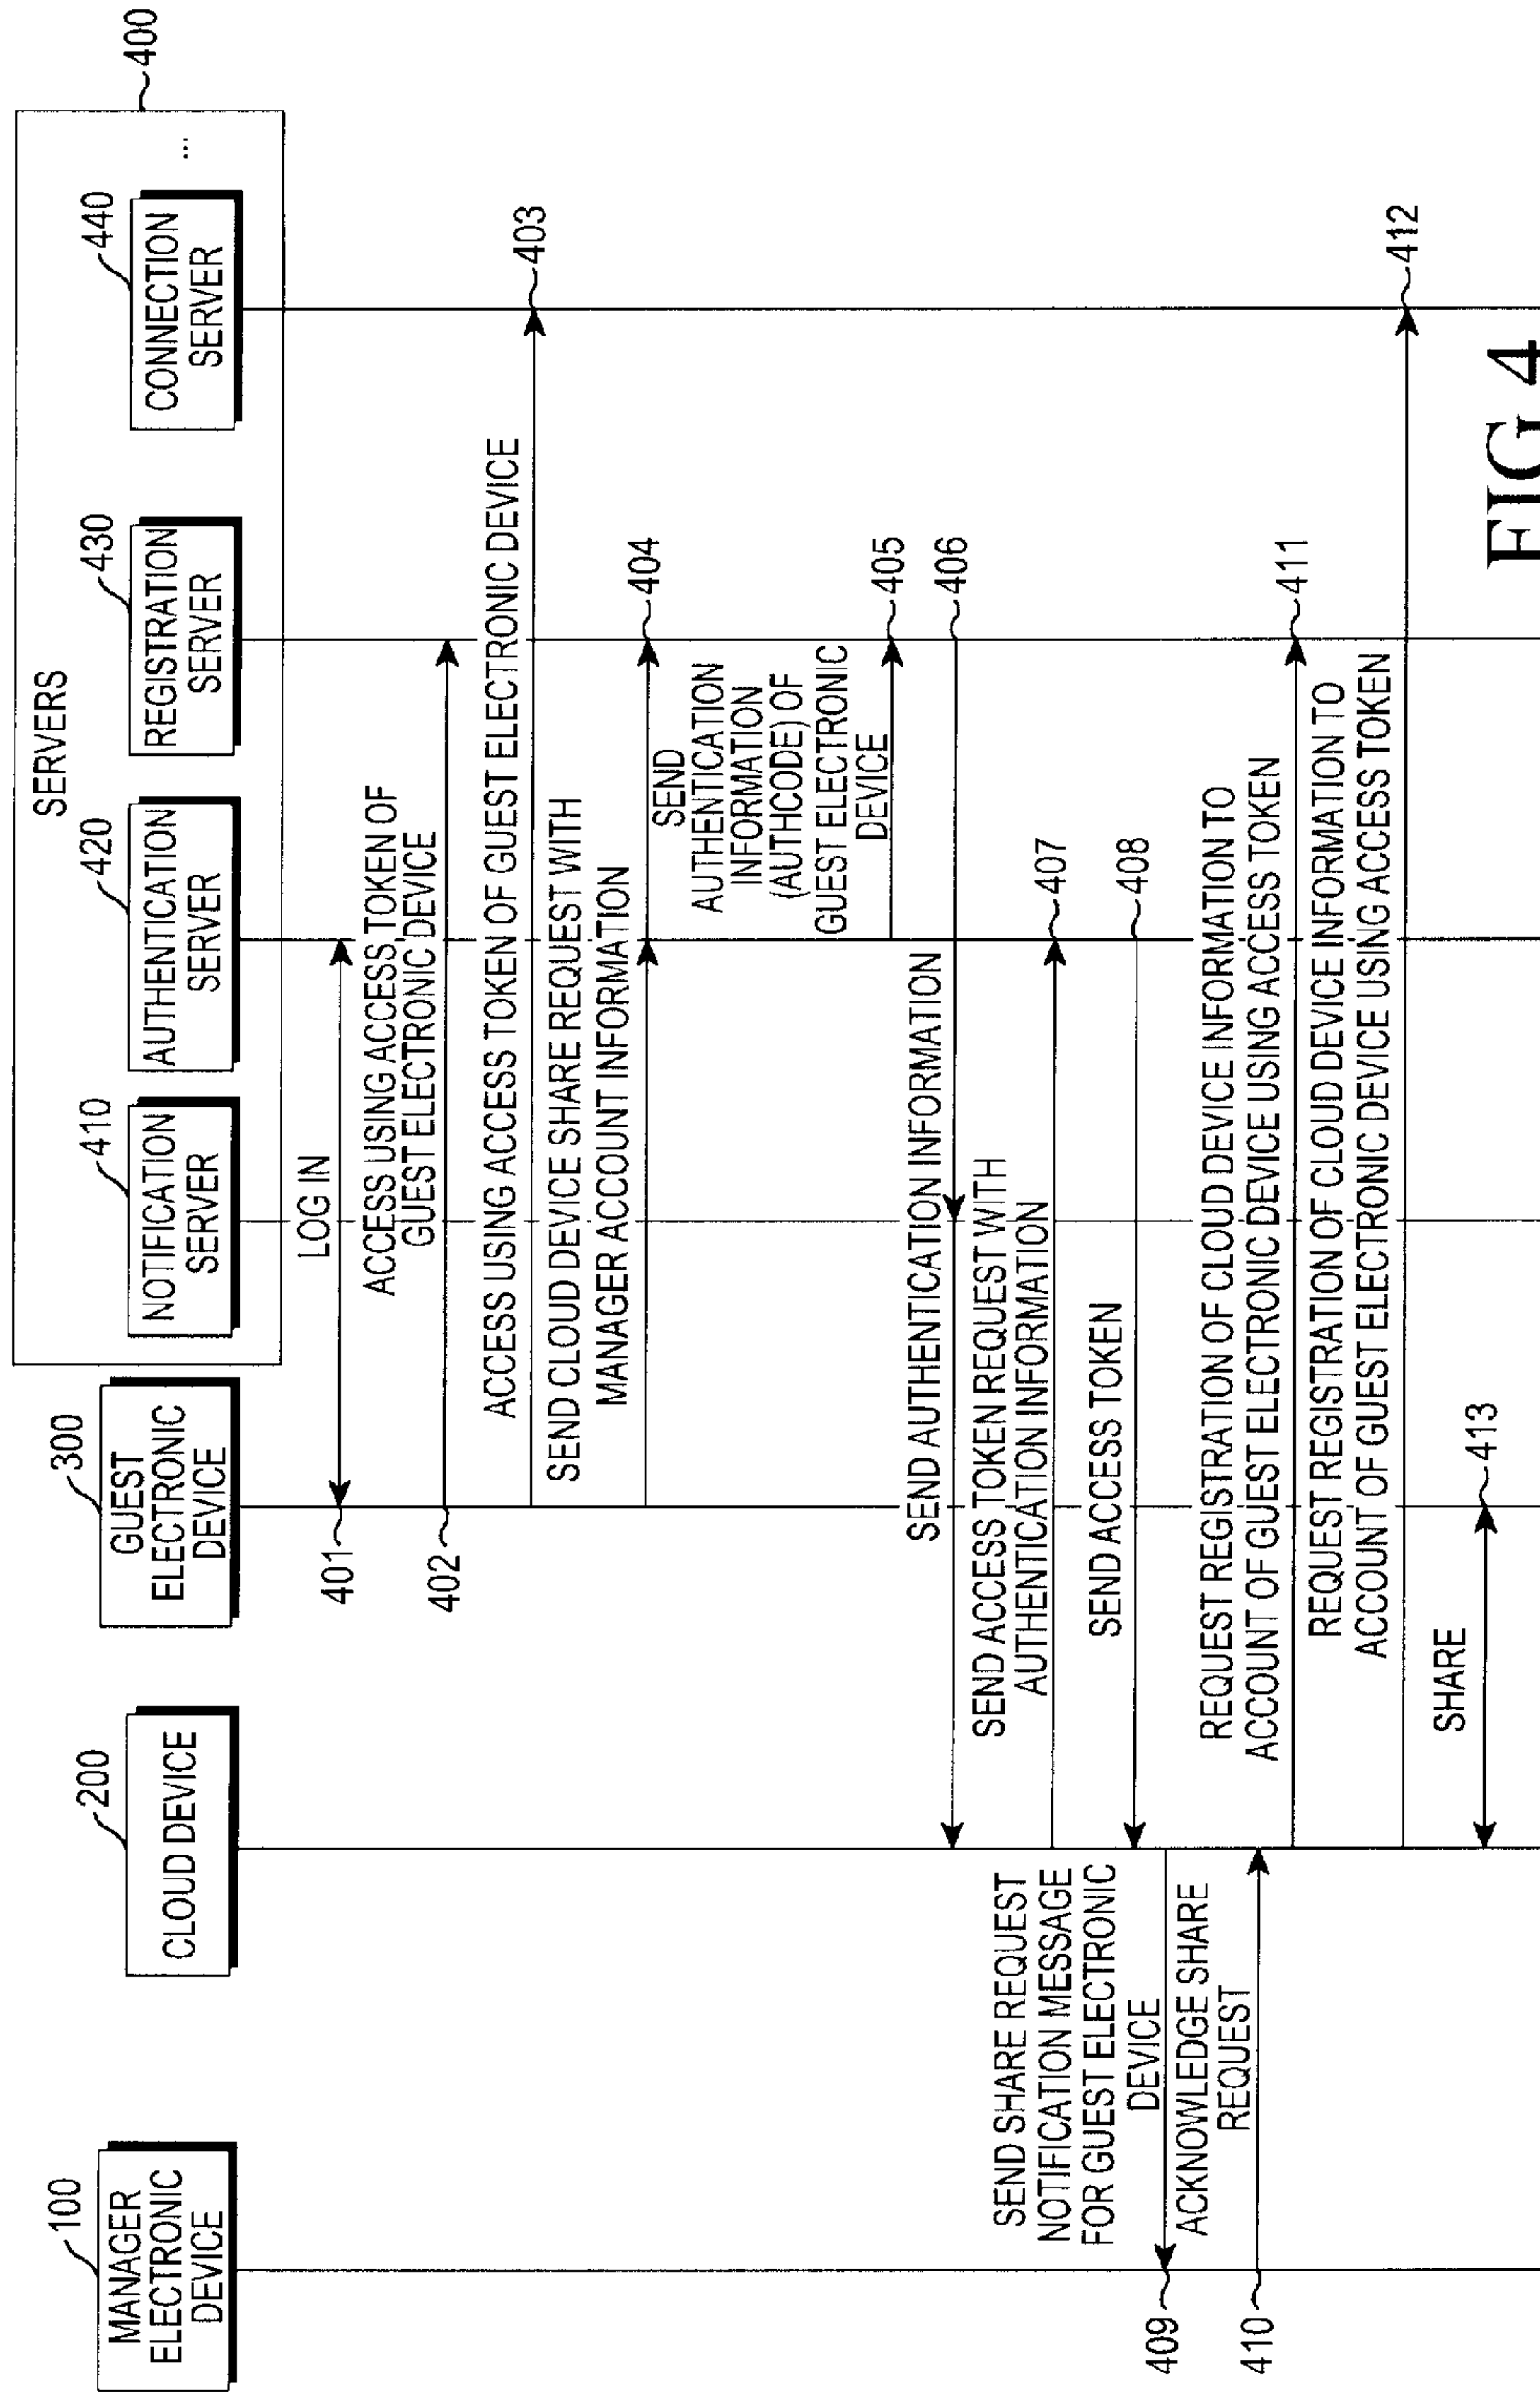 SERVERS
400
100
200
300
410
420
430
440
MANAGER
ELECTRONIC
DEVICE
CLOUD DEVICE
GUEST
ELECTRONIC
DEVICE
NOTIFICATION
SERVER
AUTHENTICATION
SERVER
REGISTRATION
SERVER
CONNECTION
SERVER
...
LOG IN
401
ACCESS USING ACCESS TOKEN OF
GUEST ELECTRONIC DEVICE
402
ACCESS USING ACCESS TOKEN OF GUEST ELECTRONIC DEVICE
403
SEND CLOUD DEVICE SHARE REQUEST WITH
MANAGER ACCOUNT INFORMATION
404
SEND
AUTHENTICATION
INFORMATION
(AUTHCODE) OF
GUEST ELECTRONIC
DEVICE
405
SEND AUTHENTICATION INFORMATION
406
SEND ACCESS TOKEN REQUEST WITH
AUTHENTICATION INFORMATION
407
SEND ACCESS TOKEN
408
SEND SHARE REQUEST
NOTIFICATION MESSAGE
FOR GUEST ELECTRONIC
DEVICE
409
ACKNOWLEDGE SHARE
REQUEST
410
REQUEST REGISTRATION OF CLOUD DEVICE INFORMATION TO
ACCOUNT OF GUEST ELECTRONIC DEVICE USING ACCESS TOKEN
411
REQUEST REGISTRATION OF CLOUD DEVICE INFORMATION TO
ACCOUNT OF GUEST ELECTRONIC DEVICE USING ACCESS TOKEN
412
SHARE
413
FIG 4